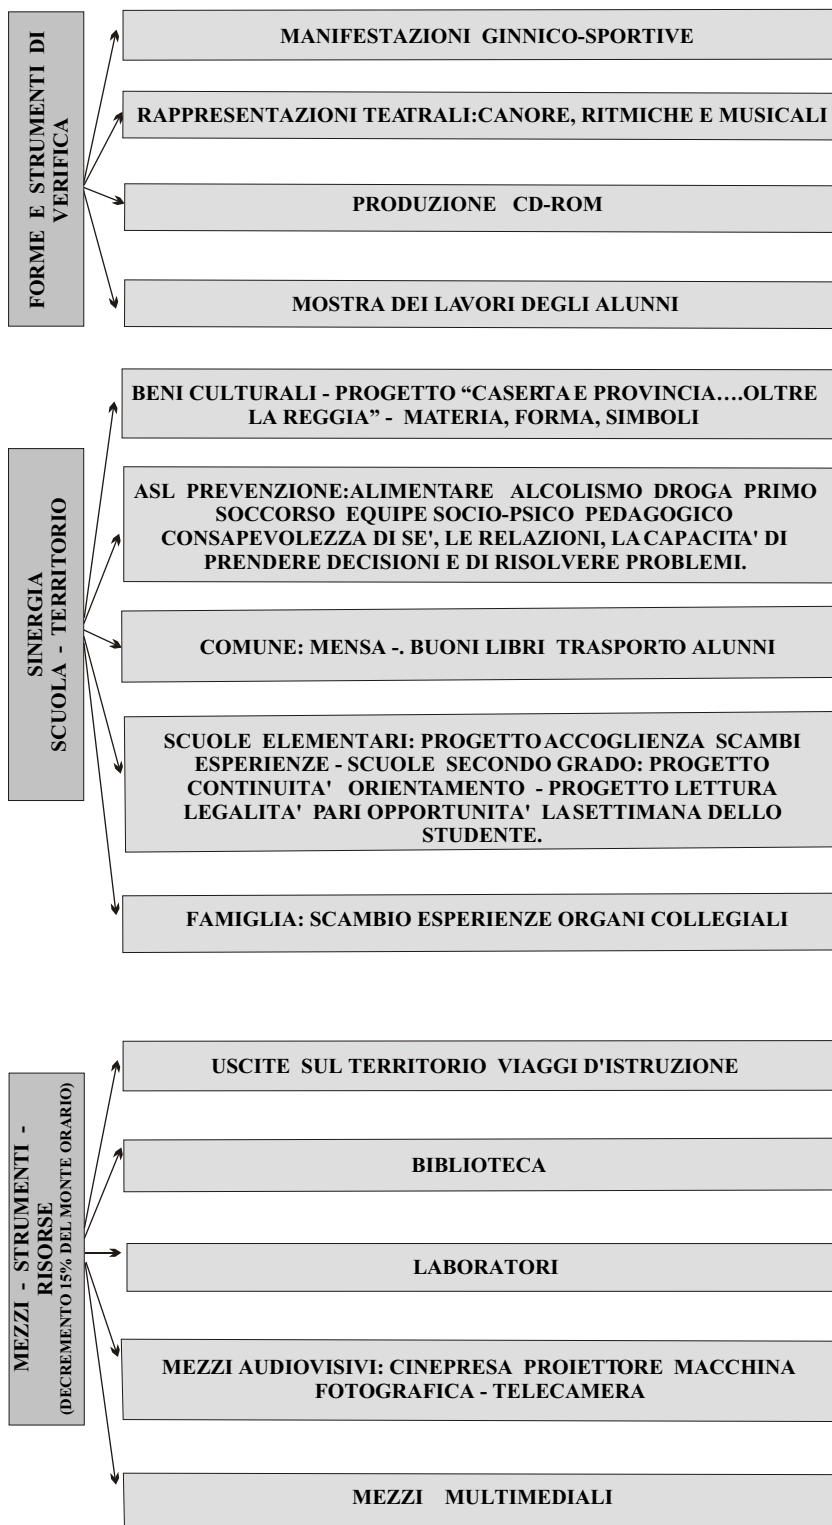 FORME E STRUMENTI DI
VERIFICA
MANIFESTAZIONI GINNICO-SPORTIVE
RAPPRESENTAZIONI TEATRALI:CANORE, RITMICHE E MUSICALI
PRODUZIONE CD-ROM
MOSTRA DEI LAVORI DEGLI ALUNNI
SINERGIA
SCUOLA - TERRITORIO
BENI CULTURALI - PROGETTO “CASERTA E PROVINCIA….OLTRE
LA REGGIA” - MATERIA, FORMA, SIMBOLI
ASL PREVENZIONE:ALIMENTARE ALCOLISMO DROGA PRIMO
SOCCORSO EQUIPE SOCIO-PSICO PEDAGOGICO
CONSAPEVOLEZZA DI SE', LE RELAZIONI, LA CAPACITA' DI
PRENDERE DECISIONI E DI RISOLVERE PROBLEMI.
COMUNE: MENSA -. BUONI LIBRI TRASPORTO ALUNNI
SCUOLE ELEMENTARI: PROGETTO ACCOGLIENZA SCAMBI
ESPERIENZE - SCUOLE SECONDO GRADO: PROGETTO
CONTINUITA' ORIENTAMENTO - PROGETTO LETTURA
LEGALITA' PARI OPPORTUNITA' LA SETTIMANA DELLO
STUDENTE.
FAMIGLIA: SCAMBIO ESPERIENZE ORGANI COLLEGIALI
MEZZI - STRUMENTI -
RISORSE
(DECREMENTO 15% DEL MONTE ORARIO)
USCITE SUL TERRITORIO VIAGGI D'ISTRUZIONE
BIBLIOTECA
LABORATORI
MEZZI AUDIOVISIVI: CINEPRESA PROIETTORE MACCHINA
FOTOGRAFICA - TELECAMERA
MEZZI MULTIMEDIALI